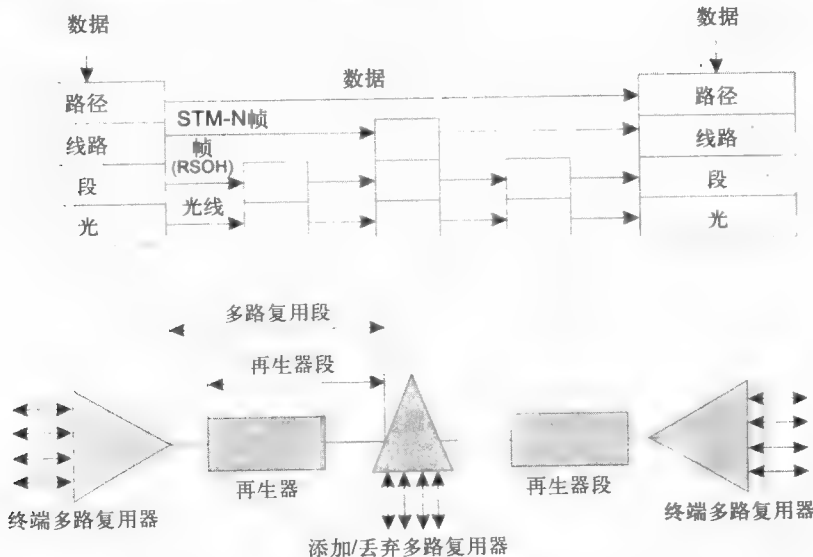 数据
数据
数据
路径
路径
STM-N帧
线路
帧
线路
(RSOH)
段
段
光线
光
光
多路复用段
再生器段
再生器
再生器段
终端多路复用器
终端多路复用器
添加/丢弃多路复用器